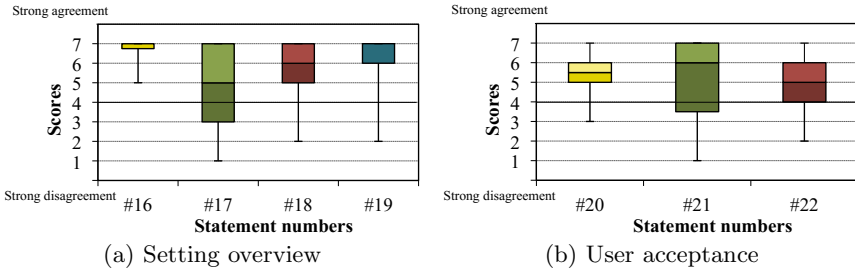 Strong agreement
7
6
5
4
3
2
1
Scores
Strong disagreement
#16 #17 #18 #19
Statement numbers
(a) Setting overview
Strong agreement
7
6
5
4
3
2
1
Scores
Strong disagreement
#20 #21 #22
Statement numbers
(b) User acceptance